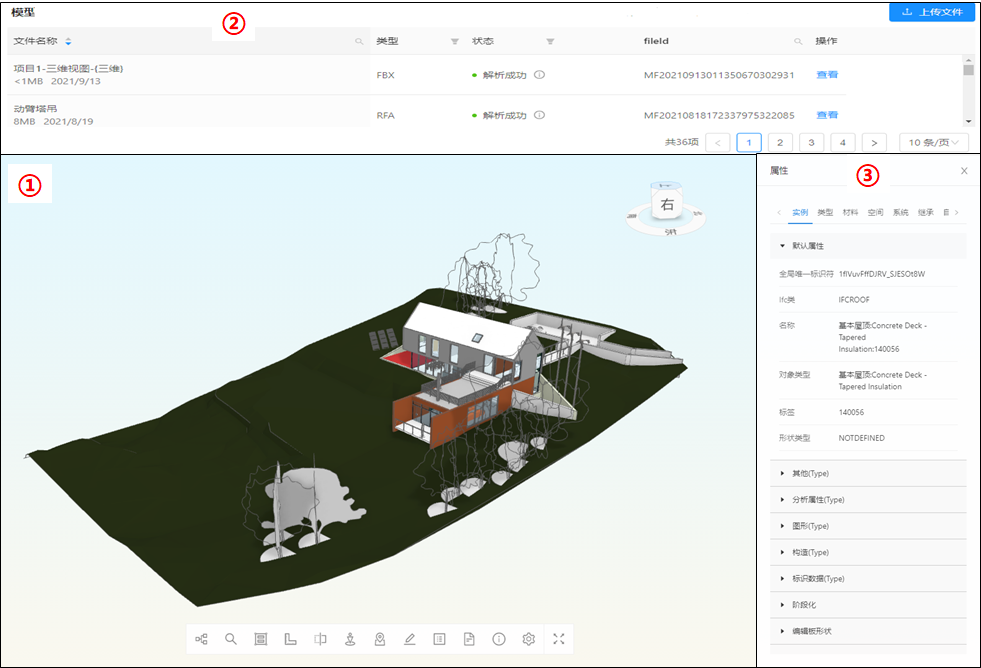 模型
②
上传文件
文件名称 类型 状态 fileId 操作
项目1-三维视图-{三维}
<1MB 2021/9/13
FBX 解析成功 MF20210913011350670302931 查看
动臂塔吊
8MB 2021/8/19
RFA 解析成功 MF20210818172337975322085 查看
共36项 < 1 2 3 4 > 10 条/页
①
右
属性
③
实例 类型 材料 空间 系统 继承
默认属性
全局唯一标识符 1flVuvFffDJRV_SJESOt8W
Ifc类 IFCROOF
名称 基本屋顶:Concrete Deck -
Tapered
Insulation:140056
对象类型 基本屋顶:Concrete Deck -
Tapered Insulation
标签 140056
形状类型 NOTDEFINED
其他(Type)
分析属性(Type)
图形(Type)
构造(Type)
标识数据(Type)
阶段化
编辑板形状